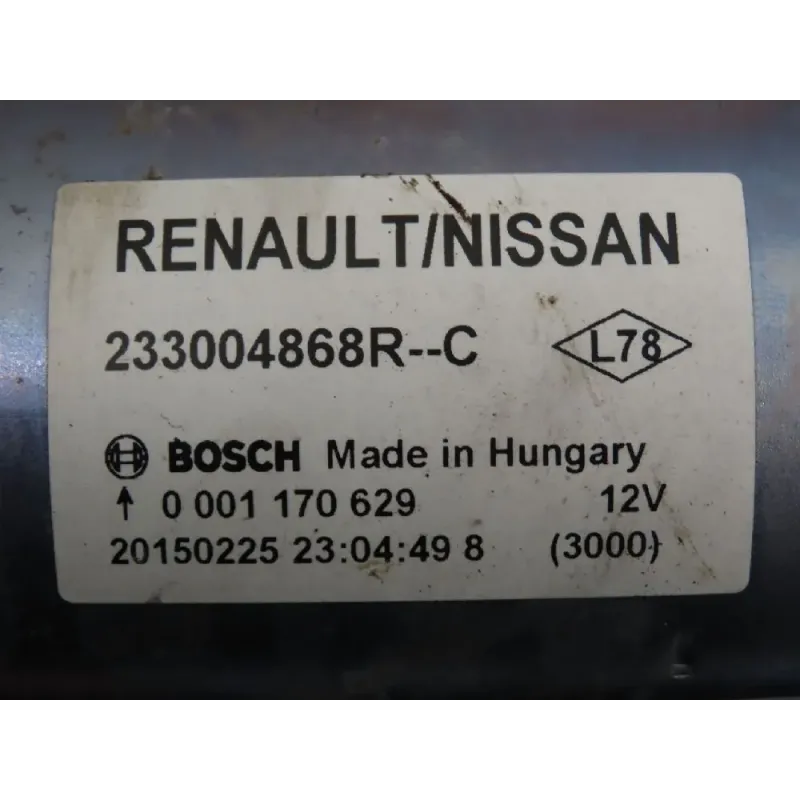 RENAULT/NISSAN
233004868R--C L78
BOSCH Made in Hungary
↑ 0 001 170 629 12V
20150225 23:04:49 8 (3000)